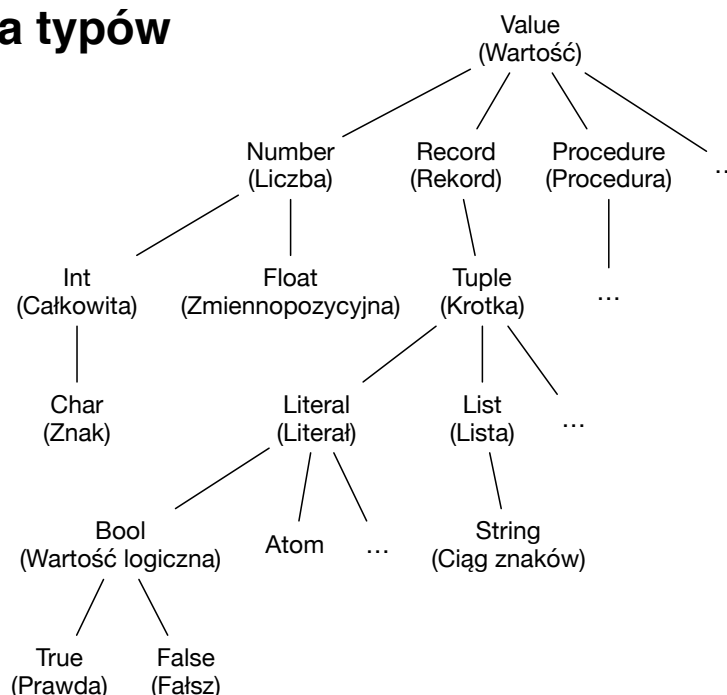 a typów
Value
(Wartość)
Number
(Liczba)
Record
(Rekord)
Procedure
(Procedura)
...
Int
(Całkowita)
Float
(Zmiennopozycyjna)
Tuple
(Krotka)
...
Char
(Znak)
Literal
(Literał)
List
(Lista)
...
Bool
(Wartość logiczna)
Atom
...
String
(Ciąg znaków)
True
(Prawda)
False
(Fałsz)